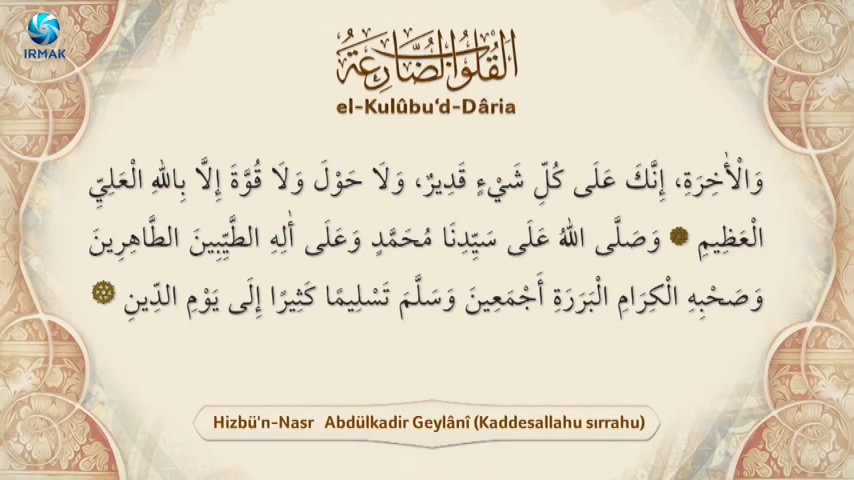 IRMAK
القُلُوبُ الضَّارِعَةُ
el-Kulûbu‘d-Dâria
وَالْاٰخِرَةِ، إِنَّكَ عَلَى كُلِّ شَيْءٍ قَدِيرٌ، وَلَا حَوْلَ وَلَا قُوَّةَ إِلَّا بِاللهِ الْعَلِيِّ
الْعَظِيمِ ۞ وَصَلَّى اللهُ عَلَى سَيِّدِنَا مُحَمَّدٍ وَعَلَى اٰلِهِ الطَّيِّبِينَ الطَّاهِرِينَ
وَصَحْبِهِ الْكِرَامِ الْبَرَرَةِ أَجْمَعِينَ وَسَلَّمَ تَسْلِيمًا كَثِيرًا إِلَى يَوْمِ الدِّينِ ۞
Hizbü'n-Nasr Abdülkadir Geylânî (Kaddesallahu sırrahu)